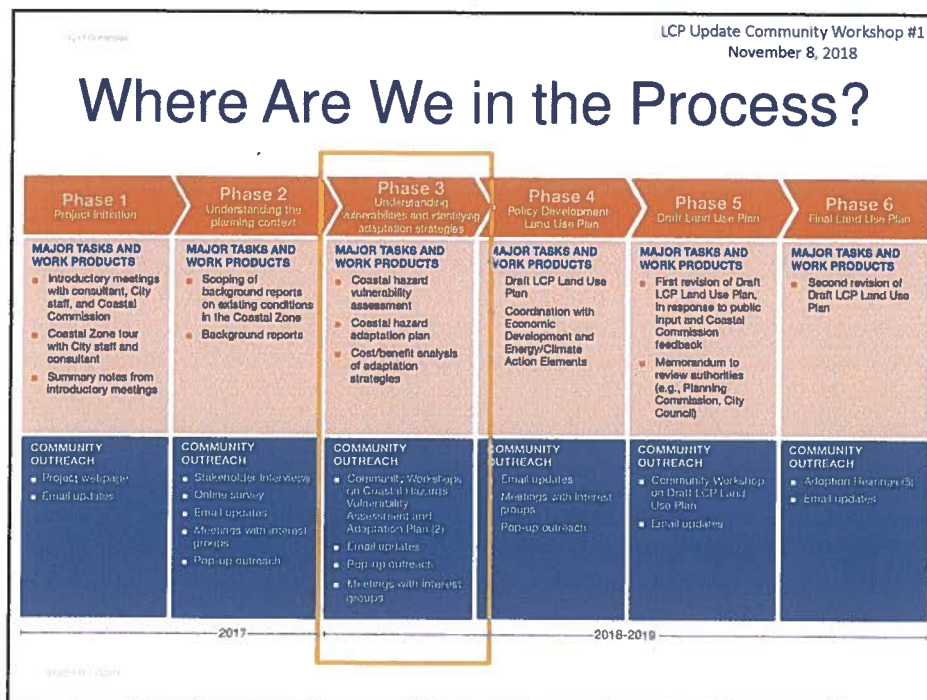 LCP Update Community Workshop #1
November 8, 2018
Where Are We in the Process?
Phase 1
Project Initiation
MAJOR TASKS AND
WORK PRODUCTS
Introductory meetings
with consultant, City
staff, and Coastal
Commission
Coastal Zone tour
with City staff and
consultant
Summary notes from
introductory meetings
COMMUNITY
OUTREACH
Project webpage
Email updates
Phase 2
Understanding the
planning context
MAJOR TASKS AND
WORK PRODUCTS
Scoping of
background reports
on existing conditions
in the Coastal Zone
Background reports
COMMUNITY
OUTREACH
Stakeholder Interviews
Online survey
Email updates
Meetings with interest
groups
Pop-up outreach
Phase 3
Understanding
vulnerabilities and identifying
adaptation strategies
MAJOR TASKS AND
WORK PRODUCTS
Coastal hazard
vulnerability
assessment
Coastal hazard
adaptation plan
Cost/benefit analysis
of adaptation
strategies
COMMUNITY
OUTREACH
Community Workshops
on Coastal Hazards
Vulnerability
Assessment and
Adaptation Plan (2)
Email updates
Pop-up outreach
Meetings with interest
groups
Phase 4
Policy Development
Land Use Plan
MAJOR TASKS AND
WORK PRODUCTS
Draft LCP Land Use
Plan
Coordination with
Economic
Development and
Energy/Climate
Action Elements
COMMUNITY
OUTREACH
Email updates
Meetings with interest
groups
Pop-up outreach
Phase 5
Draft Land Use Plan
MAJOR TASKS AND
WORK PRODUCTS
First revision of Draft
LCP Land Use Plan,
in response to public
input and Coastal
Commission
feedback
Memorandum to
review authorities
(e.g., Planning
Commission, City
Council)
COMMUNITY
OUTREACH
Community Workshop
on Draft LCP Land
Use Plan
Email updates
Phase 6
Final Land Use Plan
MAJOR TASKS AND
WORK PRODUCTS
Second revision of
Draft LCP Land Use
Plan
COMMUNITY
OUTREACH
Adoption Hearings (5)
Email updates
2017
2018-2019